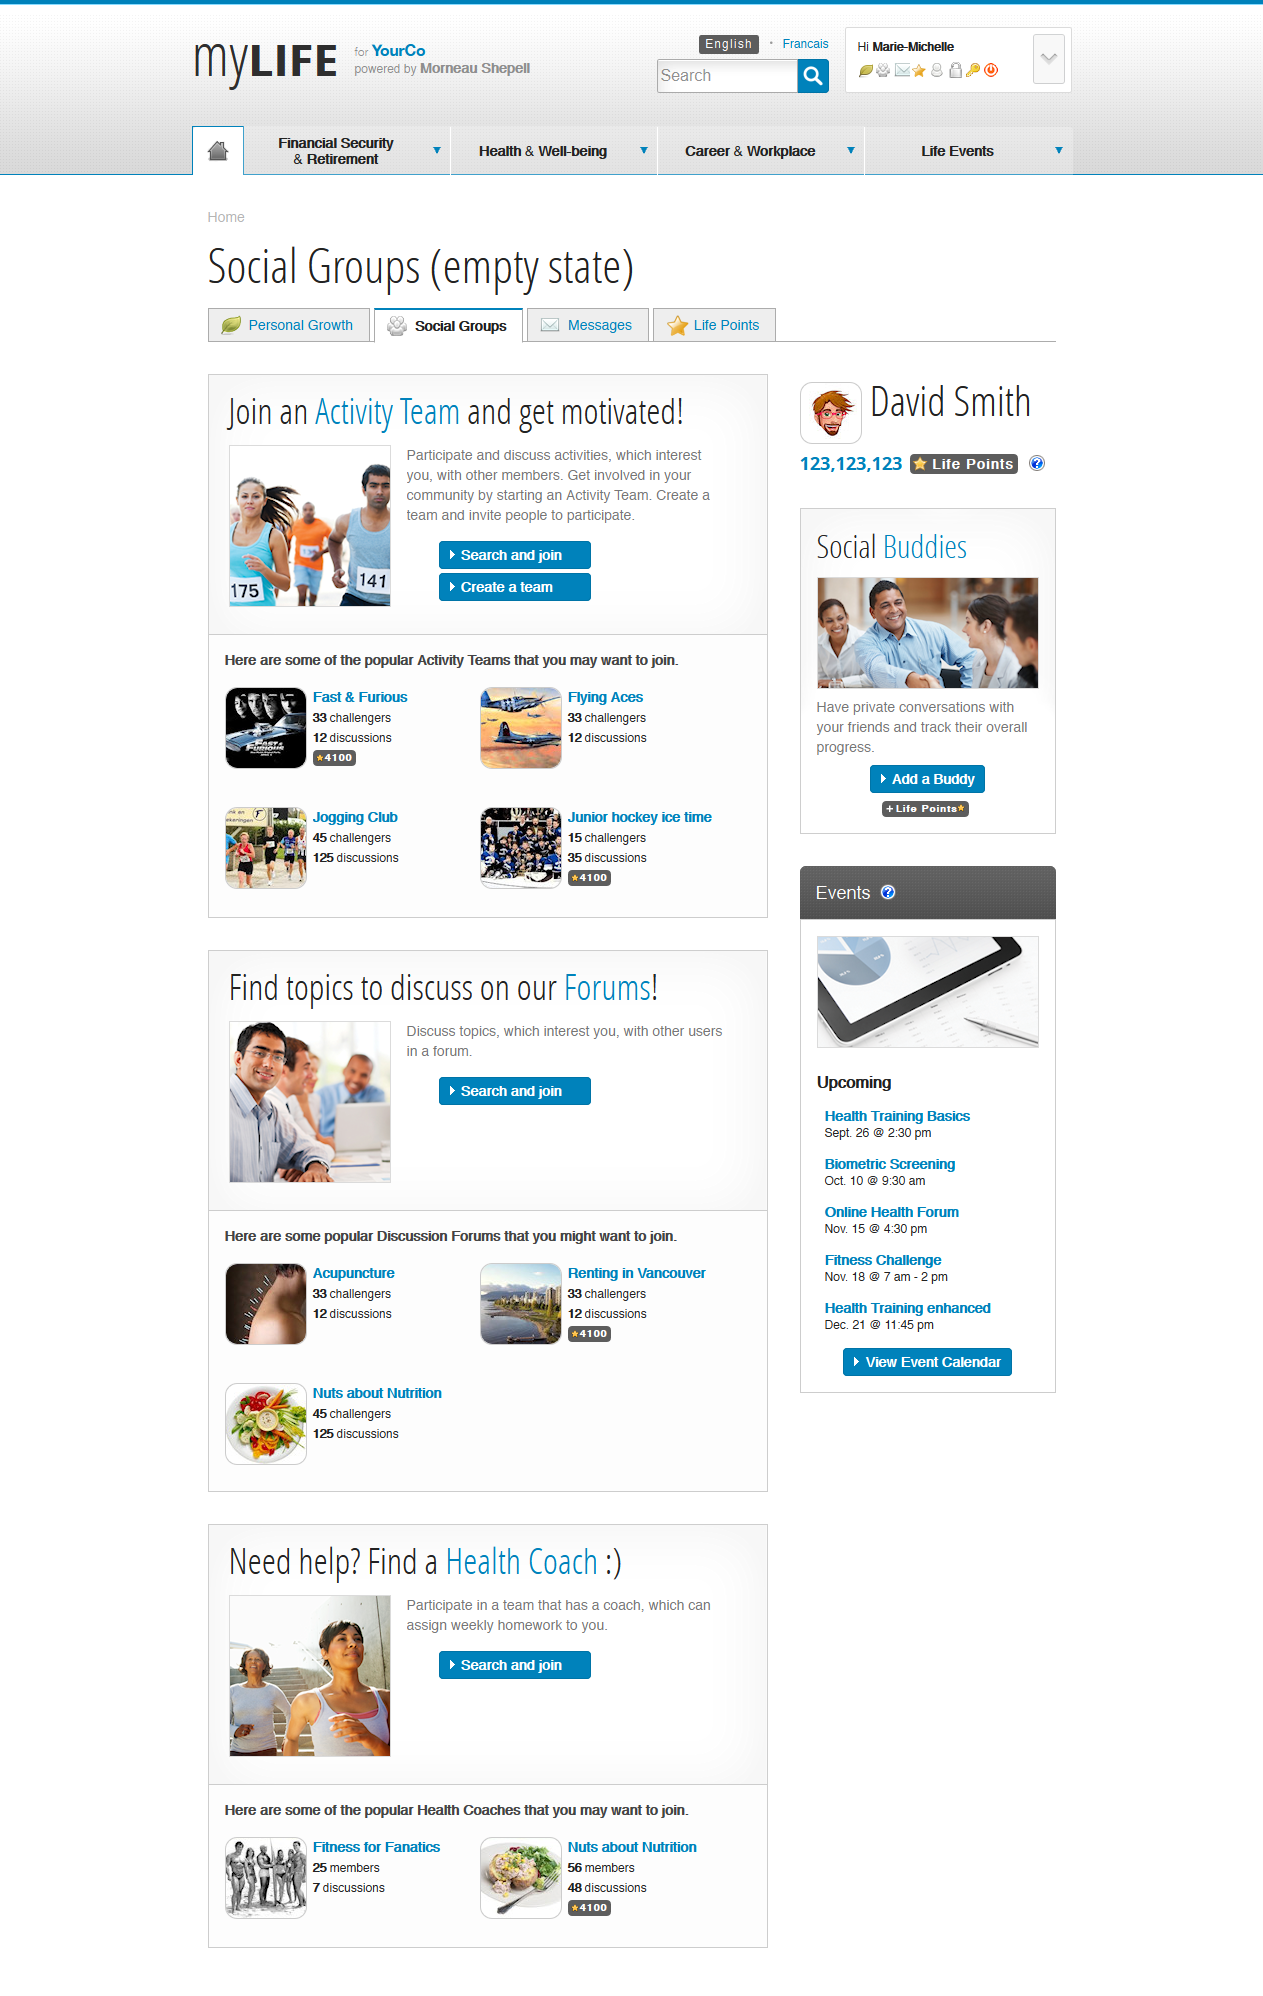 myLIFE for YourCo
powered by Morneau Shepell
English · Francais
Search
Hi Marie-Michelle
Financial Security
& Retirement
Health & Well-being
Career & Workplace
Life Events
Home
Social Groups (empty state)
Personal Growth
Social Groups
Messages
Life Points
Join an Activity Team and get motivated!
175
141
Participate and discuss activities, which interest
you, with other members. Get involved in your
community by starting an Activity Team. Create a
team and invite people to participate.
Search and join
Create a team
Here are some of the popular Activity Teams that you may want to join.
Fast & Furious
33 challengers
12 discussions
4100
Flying Aces
33 challengers
12 discussions
Jogging Club
45 challengers
125 discussions
Junior hockey ice time
15 challengers
35 discussions
4100
Find topics to discuss on our Forums!
Discuss topics, which interest you, with other users
in a forum.
Search and join
Here are some popular Discussion Forums that you might want to join.
Acupuncture
33 challengers
12 discussions
Renting in Vancouver
33 challengers
12 discussions
4100
Nuts about Nutrition
45 challengers
125 discussions
Need help? Find a Health Coach :)
Participate in a team that has a coach, which can
assign weekly homework to you.
Search and join
Here are some of the popular Health Coaches that you may want to join.
Fitness for Fanatics
25 members
7 discussions
Nuts about Nutrition
56 members
48 discussions
4100
David Smith
123,123,123 Life Points ?
Social Buddies
Have private conversations with
your friends and track their overall
progress.
Add a Buddy
+ Life Points
Events ?
Upcoming
Health Training Basics
Sept. 26 @ 2:30 pm
Biometric Screening
Oct. 10 @ 9:30 am
Online Health Forum
Nov. 15 @ 4:30 pm
Fitness Challenge
Nov. 18 @ 7 am - 2 pm
Health Training enhanced
Dec. 21 @ 11:45 pm
View Event Calendar